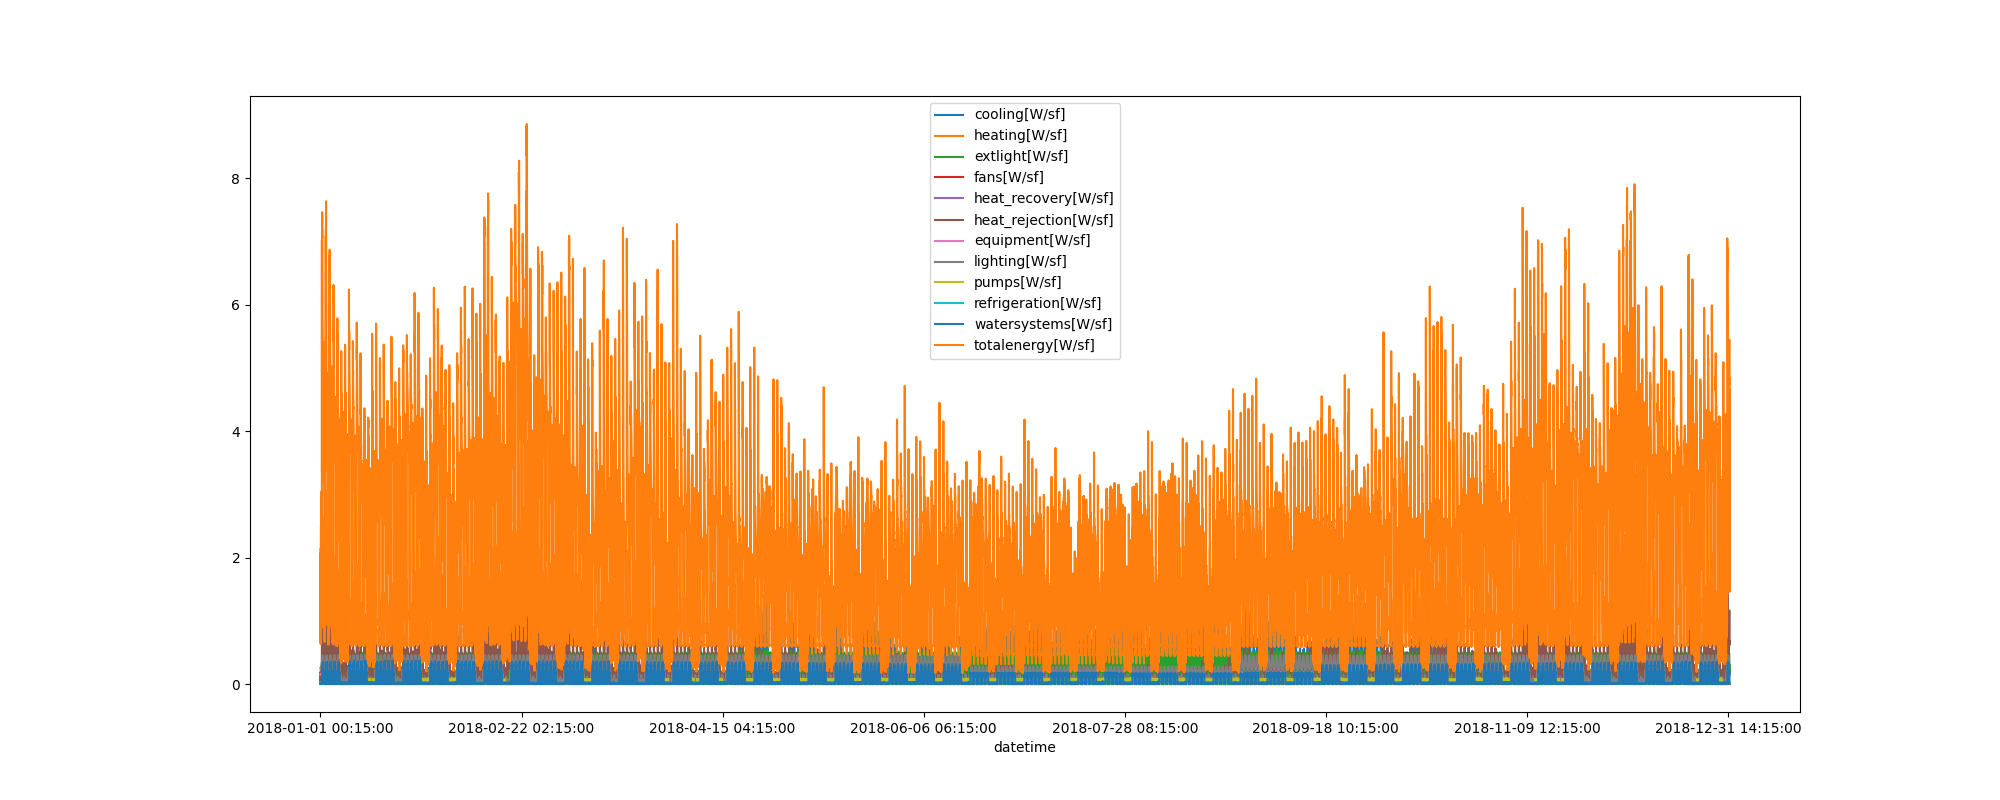 cooling[W/sf]
heating[W/sf]
extlight[W/sf]
fans[W/sf]
heat_recovery[W/sf]
heat_rejection[W/sf]
equipment[W/sf]
lighting[W/sf]
pumps[W/sf]
refrigeration[W/sf]
watersystems[W/sf]
totalenergy[W/sf]
8
6
4
2
0
2018-01-01 00:15:00 2018-02-22 02:15:00 2018-04-15 04:15:00 2018-06-06 06:15:00 2018-07-28 08:15:00 2018-09-18 10:15:00 2018-11-09 12:15:00 2018-12-31 14:15:00
datetime